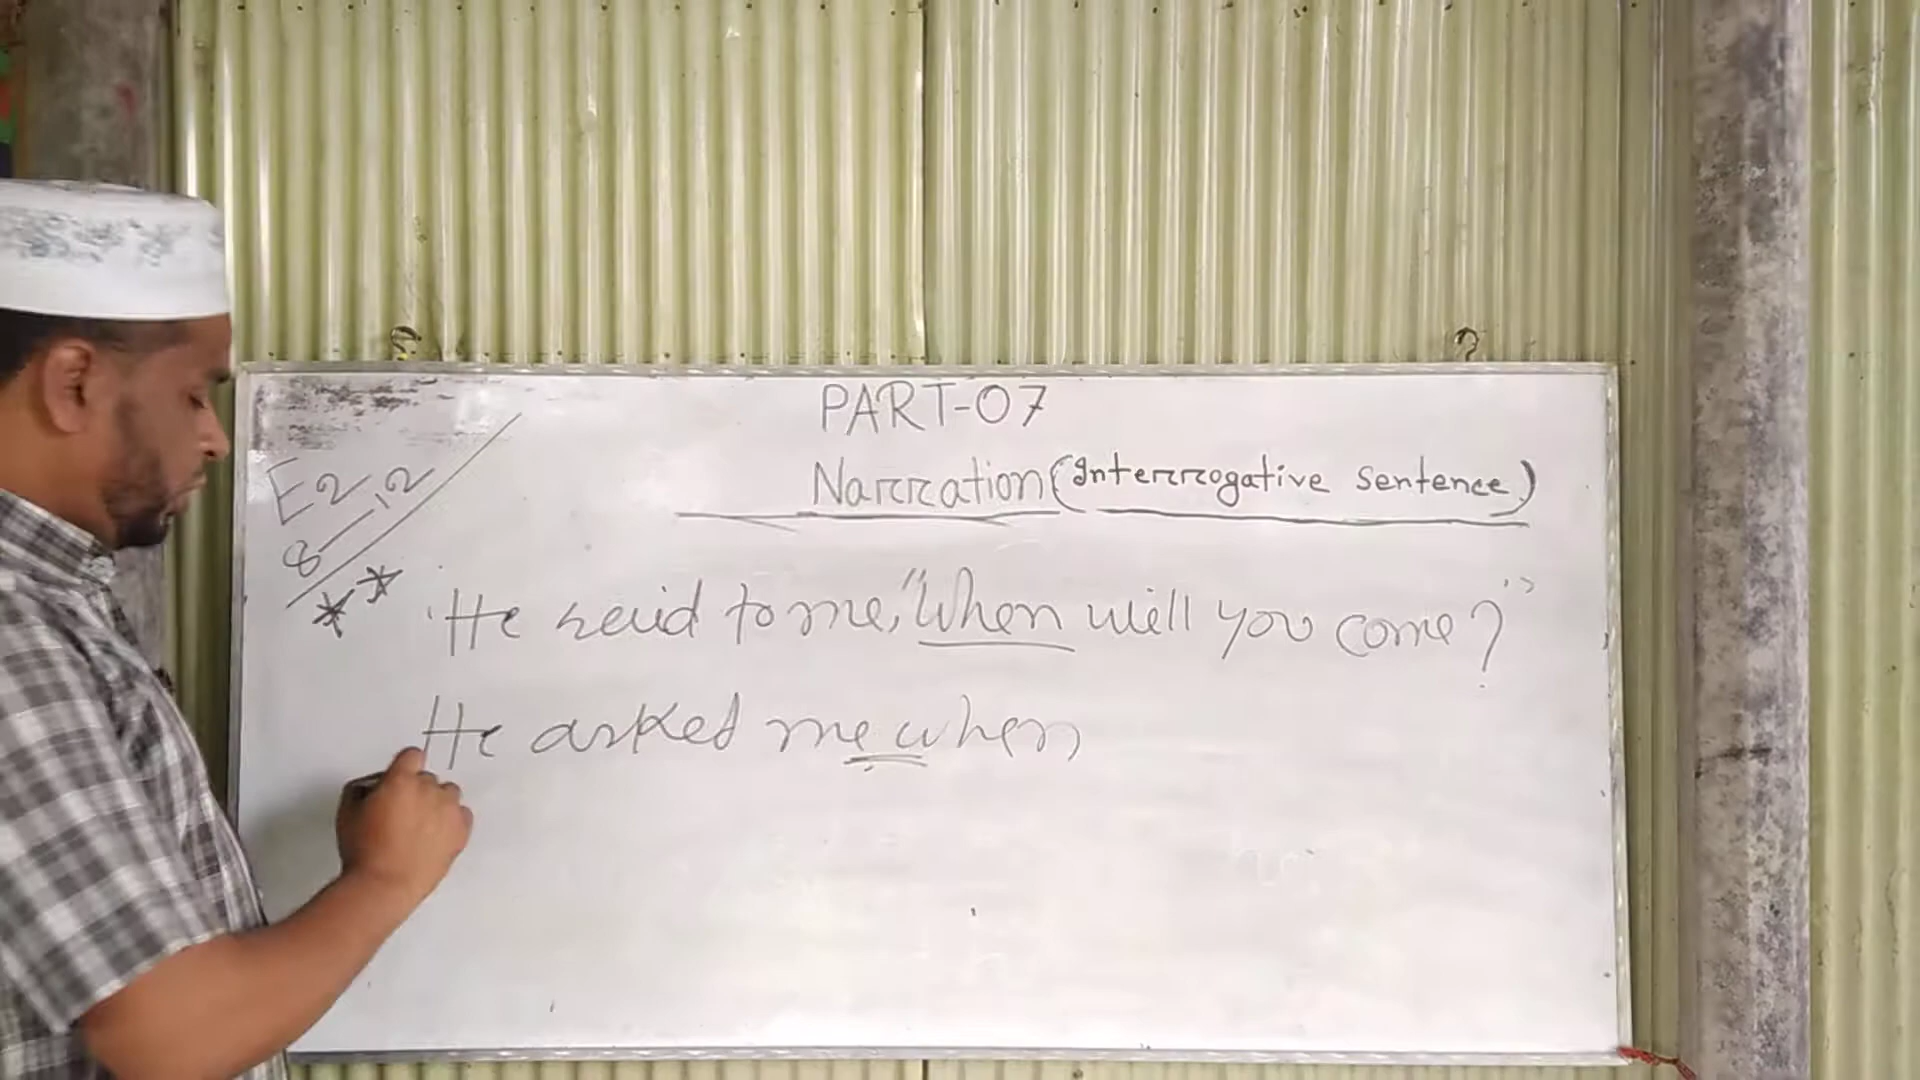 PART-07
Narration (Interrogative sentence)
E2
8-12
He said to me, "When will you come?"
He asked me when